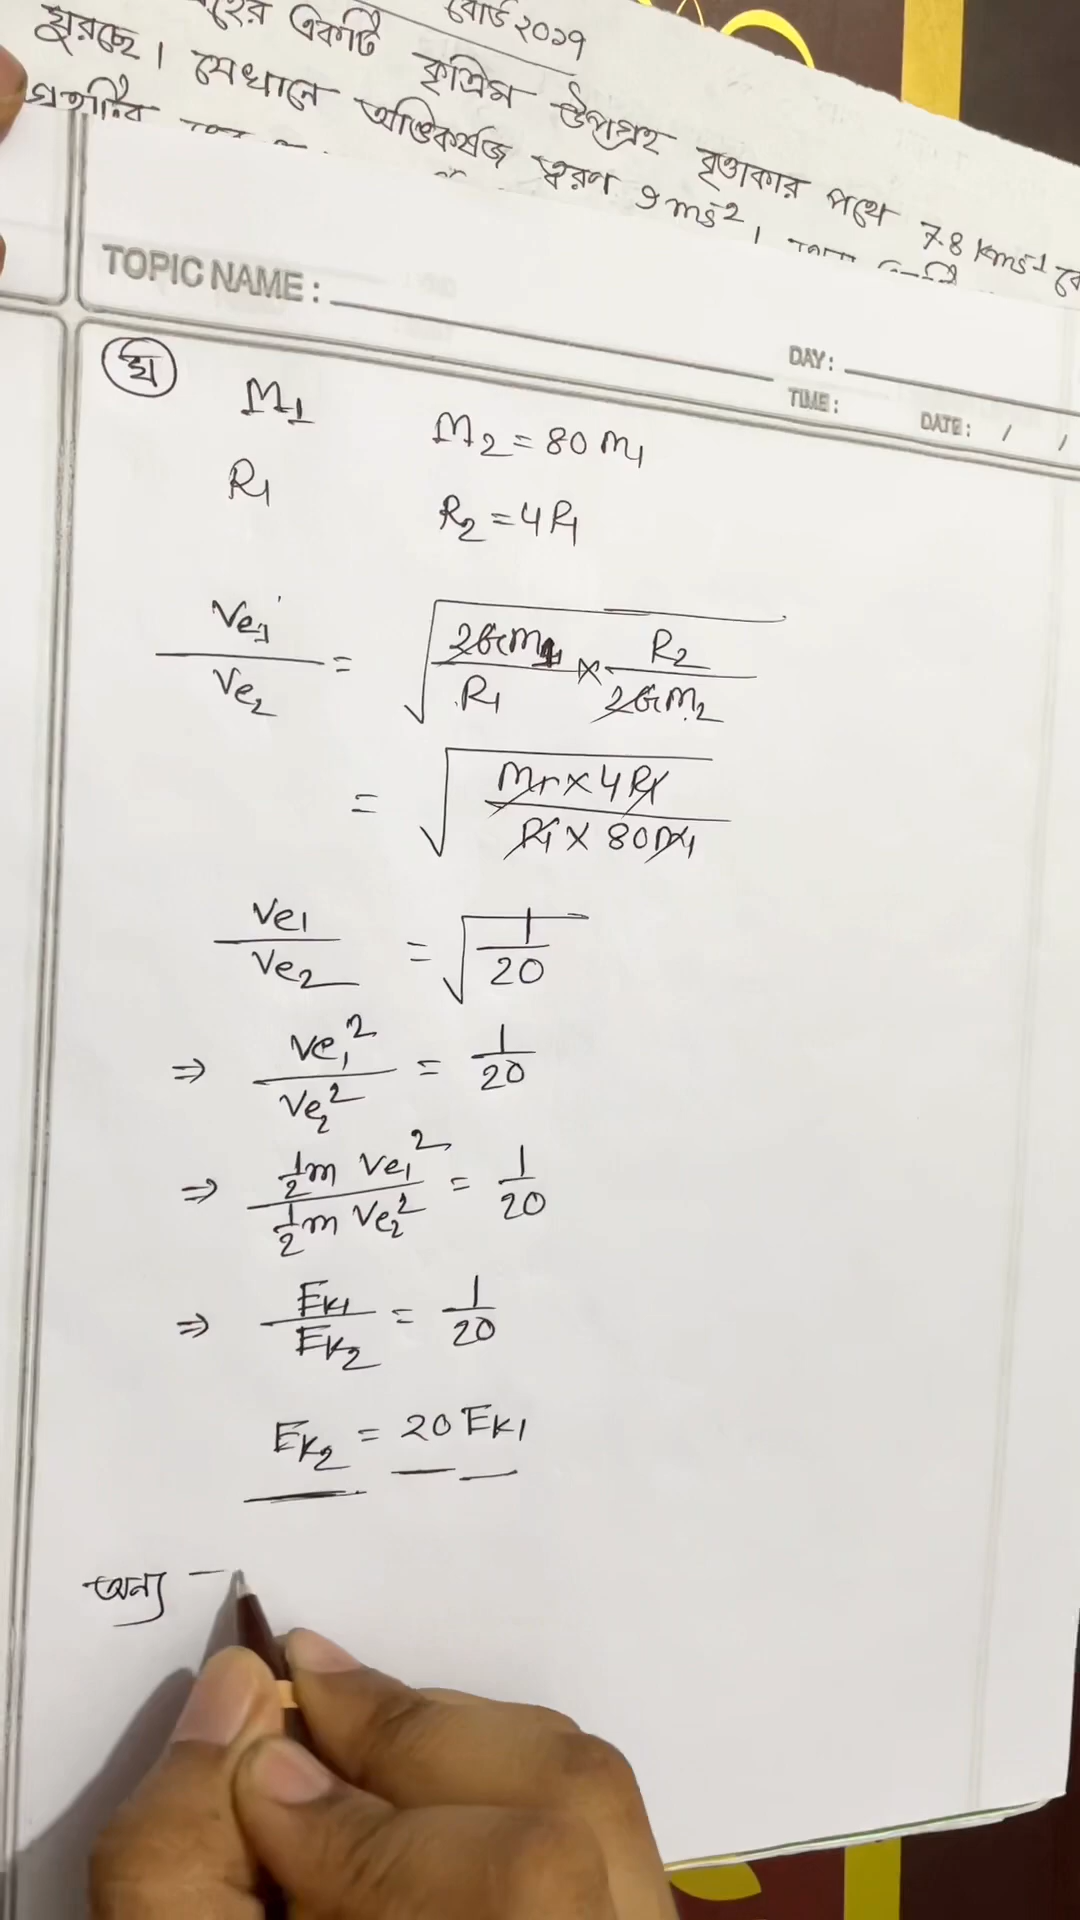 বোর্ড ২০১৭
একটি কৃত্রিম উপগ্রহ বৃত্তাকার পথে 7.8 kms⁻¹
ঘুরছে। সেখানে অভিকর্ষজ ত্বরণ 9 ms⁻²।
TOPIC NAME :
DAY :
TIME :
DATE : / /
ঘ
M₁ M₂ = 80 m₁
R₁ R₂ = 4R₁
Ve₁/Ve₂ = √(2Gm₁/R₁ × R₂/2Gm₂)
= √(m₁ × 4R₁/R₁ × 80m₁)
Ve₁/Ve₂ = √(1/20)
⇒ Ve₁²/Ve₂² = 1/20
⇒ ½m Ve₁²/½m Ve₂² = 1/20
⇒ EK₁/EK₂ = 1/20
EK₂ = 20 EK₁
অন্য